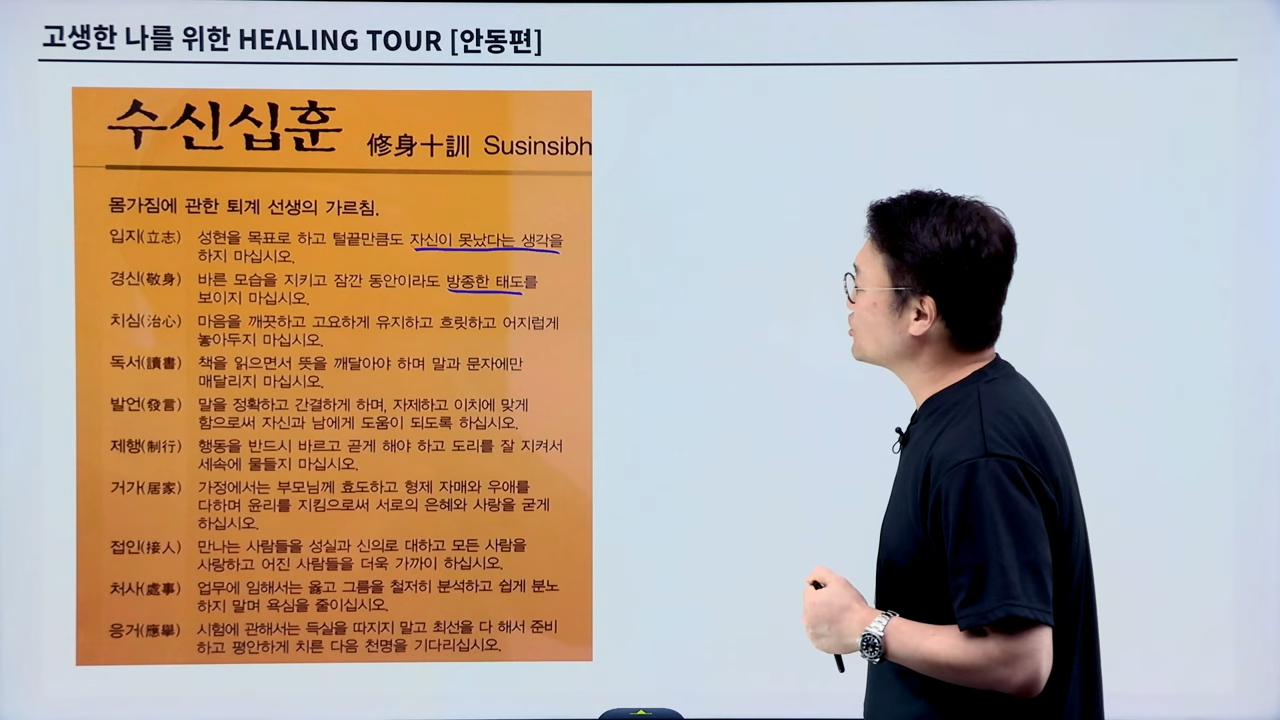 고생한 나를 위한 HEALING TOUR [안동편]
수신십훈 修身十訓 Susinsibh
몸가짐에 관한 퇴계 선생의 가르침.
입지(立志) 성현을 목표로 하고 털끝만큼도 자신이 못났다는 생각을
하지 마십시오.
경신(敬身) 바른 모습을 지키고 잠깐 동안이라도 방종한 태도를
보이지 마십시오.
치심(治心) 마음을 깨끗하고 고요하게 유지하고 흐릿하고 어지럽게
놓아두지 마십시오.
독서(讀書) 책을 읽으면서 뜻을 깨달아야 하며 말과 문자에만
매달리지 마십시오.
발언(發言) 말을 정확하고 간결하게 하며, 자제하고 이치에 맞게
함으로써 자신과 남에게 도움이 되도록 하십시오.
제행(制行) 행동을 반드시 바르고 곧게 해야 하고 도리를 잘 지켜서
세속에 물들지 마십시오.
거가(居家) 가정에서는 부모님께 효도하고 형제 자매와 우애를
다하며 윤리를 지킴으로써 서로의 은혜와 사랑을 굳게
하십시오.
접인(接人) 만나는 사람들을 성실과 신의로 대하고 모든 사람을
사랑하고 어진 사람들을 더욱 가까이 하십시오.
처사(處事) 업무에 임해서는 옳고 그름을 철저히 분석하고 쉽게 분노
하지 말며 욕심을 줄이십시오.
응거(應擧) 시험에 관해서는 득실을 따지지 말고 최선을 다 해서 준비
하고 평안하게 치른 다음 천명을 기다리십시오.